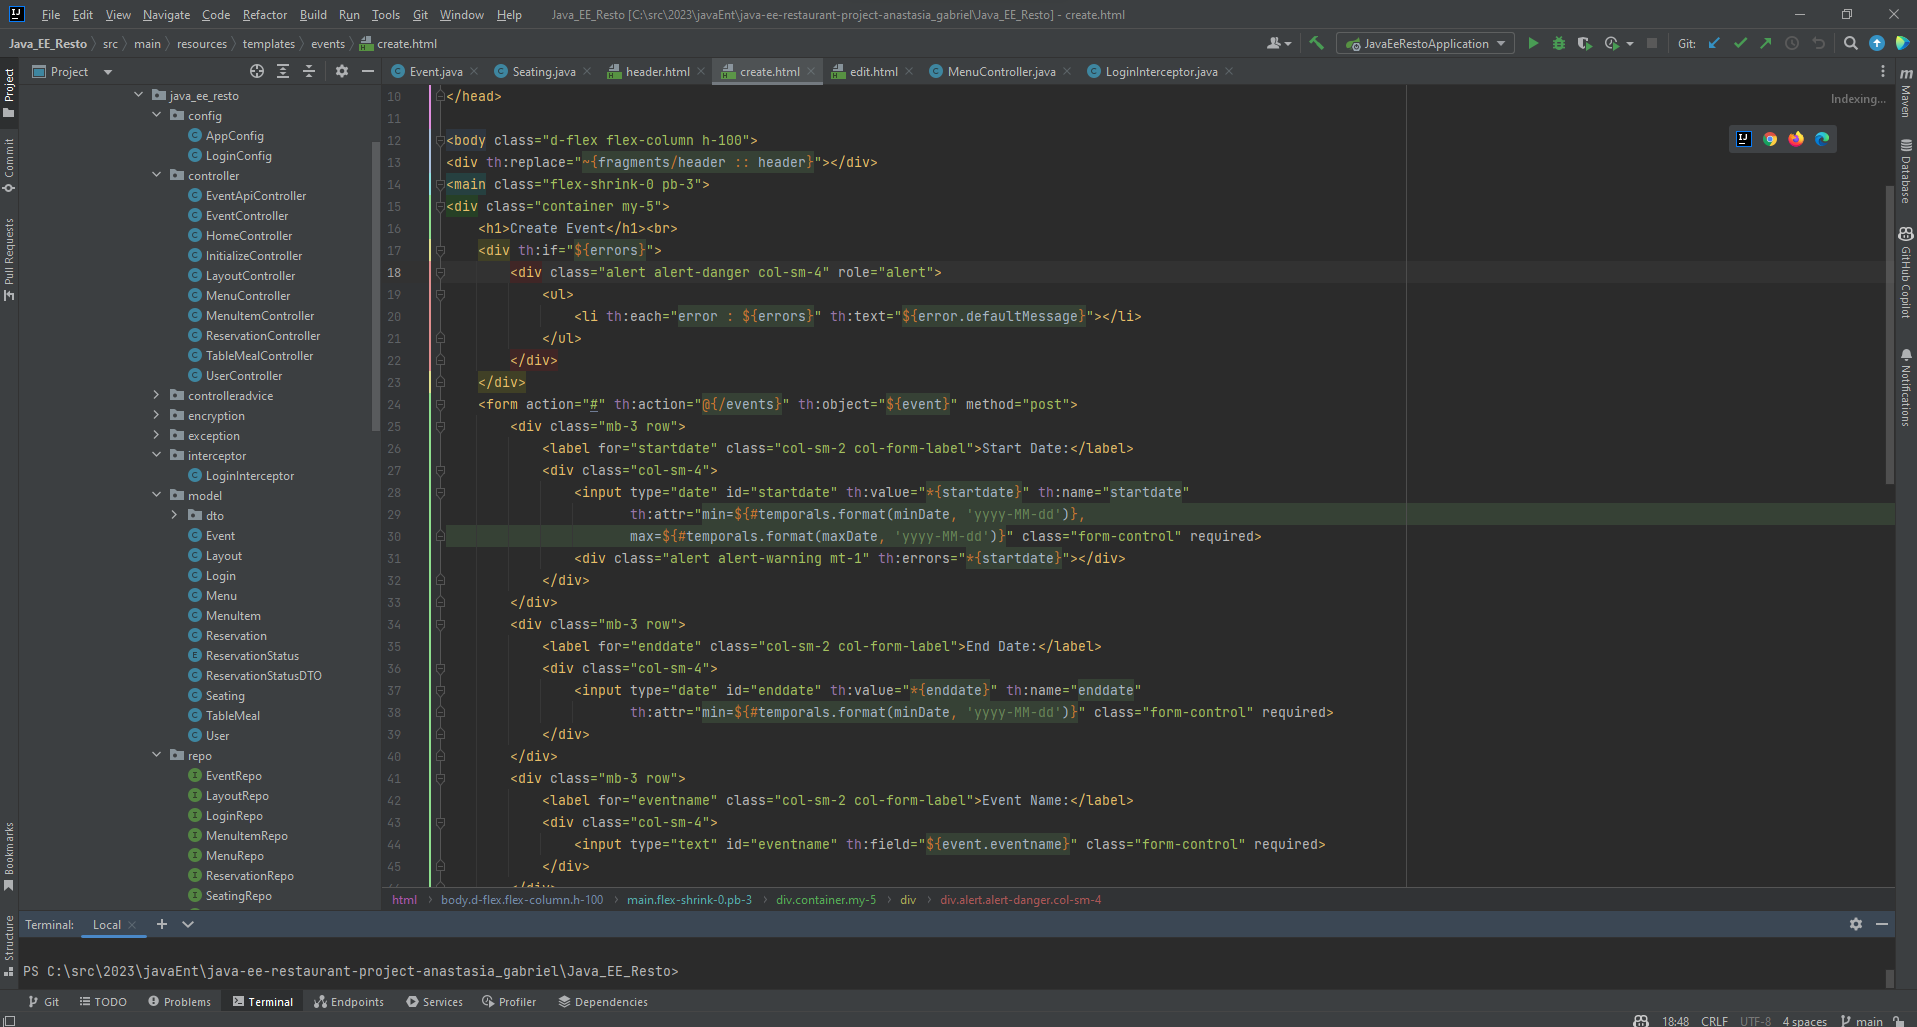 File Edit View Navigate Code Refactor Build Run Tools Git Window Help Java_EE_Resto [C:\src\2023\javaEnt\java-ee-restaurant-project-anastasia_gabriel\Java_EE_Resto] - create.html
Java_EE_Resto src main resources templates events create.html JavaEeRestoApplication Git:
Project
Event.java Seating.java header.html create.html edit.html MenuController.java LoginInterceptor.java
Project
Commit
Pull Requests
Bookmarks
Structure
java_ee_resto
config
AppConfig
LoginConfig
controller
EventApiController
EventController
HomeController
InitializeController
LayoutController
MenuController
MenuItemController
ReservationController
TableMealController
UserController
controlleradvice
encryption
exception
interceptor
LoginInterceptor
model
dto
Event
Layout
Login
Menu
MenuItem
Reservation
ReservationStatus
ReservationStatusDTO
Seating
TableMeal
User
repo
EventRepo
LayoutRepo
LoginRepo
MenuItemRepo
MenuRepo
ReservationRepo
SeatingRepo
Indexing...
10 </head>
11
12 <body class="d-flex flex-column h-100">
13 <div th:replace="~{fragments/header :: header}"></div>
14 <main class="flex-shrink-0 pb-3">
15 <div class="container my-5">
16 <h1>Create Event</h1><br>
17 <div th:if="${errors}">
18 <div class="alert alert-danger col-sm-4" role="alert">
19 <ul>
20 <li th:each="error : ${errors}" th:text="${error.defaultMessage}"></li>
21 </ul>
22 </div>
23 </div>
24 <form action="#" th:action="@{/events}" th:object="${event}" method="post">
25 <div class="mb-3 row">
26 <label for="startdate" class="col-sm-2 col-form-label">Start Date:</label>
27 <div class="col-sm-4">
28 <input type="date" id="startdate" th:value="*{startdate}" th:name="startdate"
29 th:attr="min=${#temporals.format(minDate, 'yyyy-MM-dd')},
30 max=${#temporals.format(maxDate, 'yyyy-MM-dd')}" class="form-control" required>
31 <div class="alert alert-warning mt-1" th:errors="*{startdate}"></div>
32 </div>
33 </div>
34 <div class="mb-3 row">
35 <label for="enddate" class="col-sm-2 col-form-label">End Date:</label>
36 <div class="col-sm-4">
37 <input type="date" id="enddate" th:value="*{enddate}" th:name="enddate"
38 th:attr="min=${#temporals.format(minDate, 'yyyy-MM-dd')}" class="form-control" required>
39 </div>
40 </div>
41 <div class="mb-3 row">
42 <label for="eventname" class="col-sm-2 col-form-label">Event Name:</label>
43 <div class="col-sm-4">
44 <input type="text" id="eventname" th:field="${event.eventname}" class="form-control" required>
45 </div>
Maven
Database
GitHub Copilot
Notifications
html body.d-flex.flex-column.h-100 main.flex-shrink-0.pb-3 div.container.my-5 div div.alert.alert-danger.col-sm-4
Terminal: Local
PS C:\src\2023\javaEnt\java-ee-restaurant-project-anastasia_gabriel\Java_EE_Resto>
Git TODO Problems Terminal Endpoints Services Profiler Dependencies
18:48 CRLF UTF-8 4 spaces main